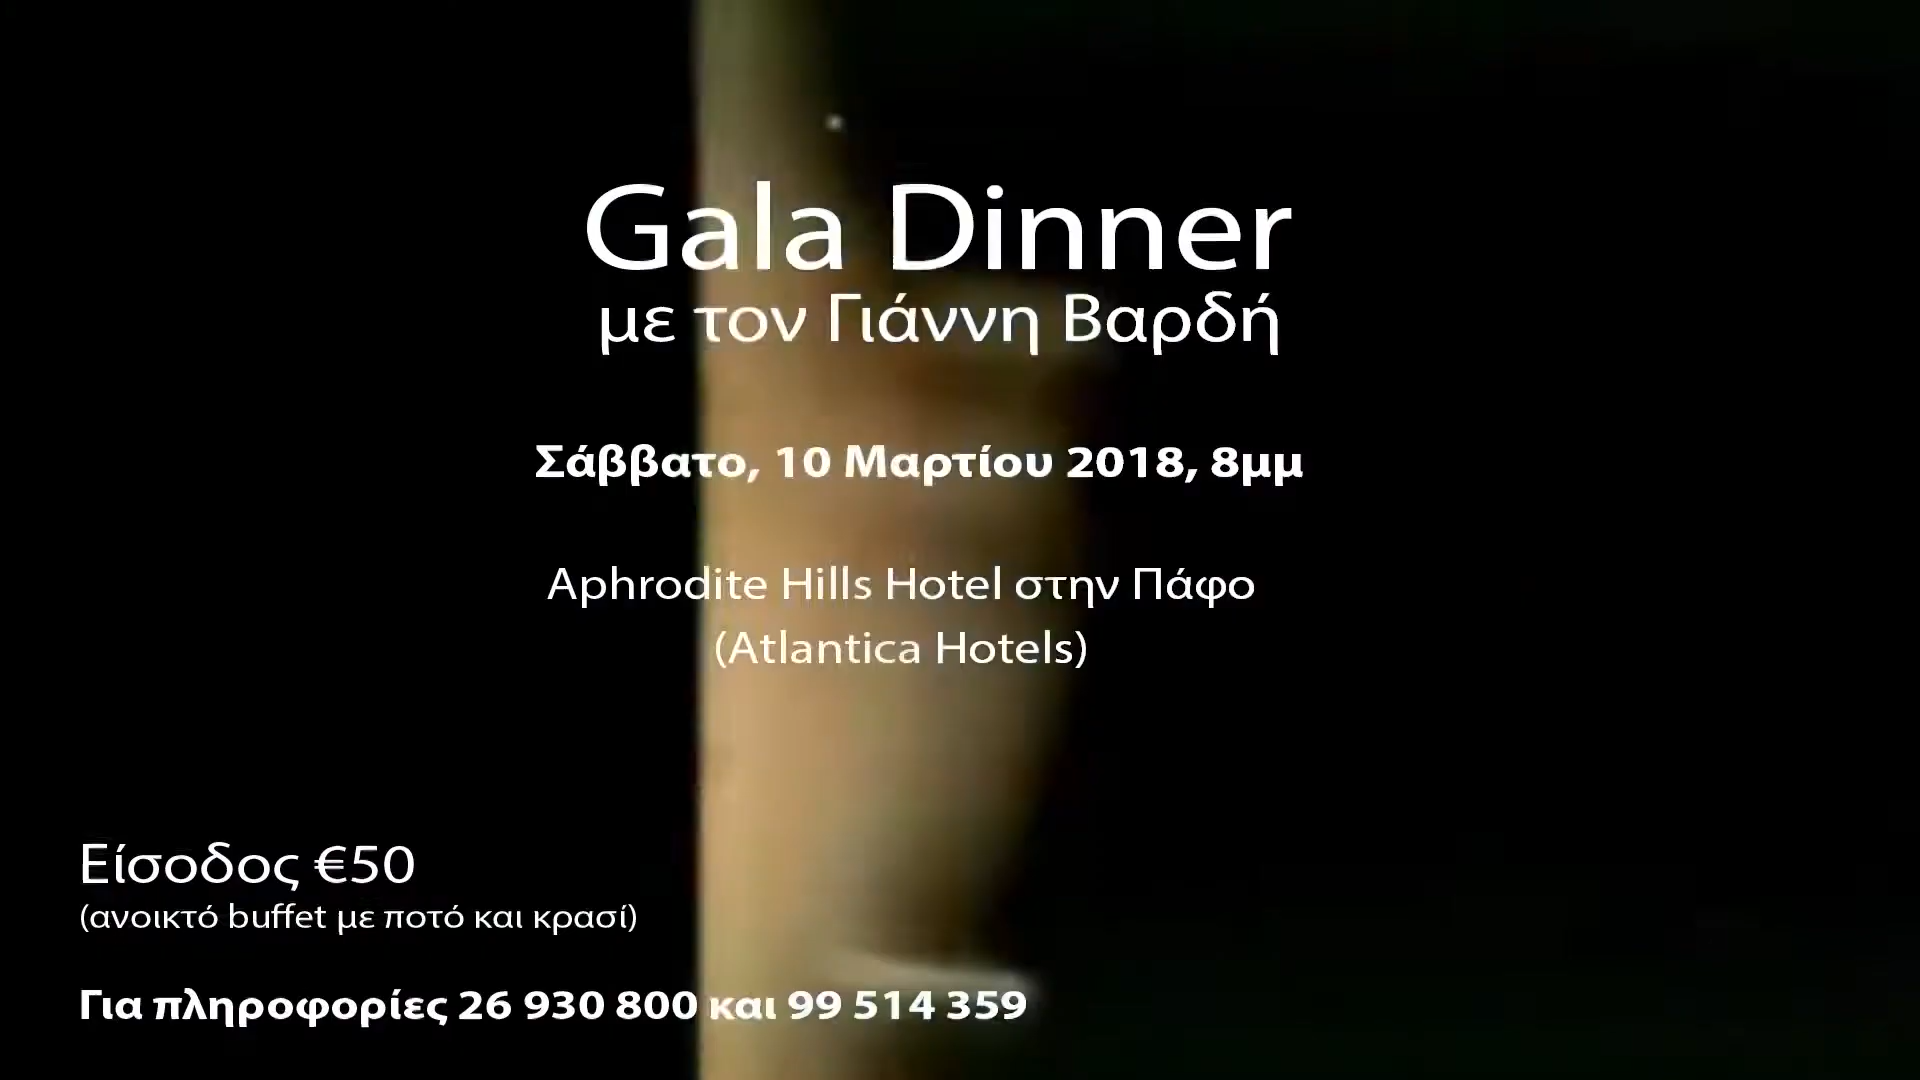 Gala Dinner
με τον Γιάννη Βαρδή
Σάββατο, 10 Μαρτίου 2018, 8μμ
Aphrodite Hills Hotel στην Πάφο
(Atlantica Hotels)
Είσοδος €50
(ανοικτό buffet με ποτό και κρασί)
Για πληροφορίες 26 930 800 και 99 514 359